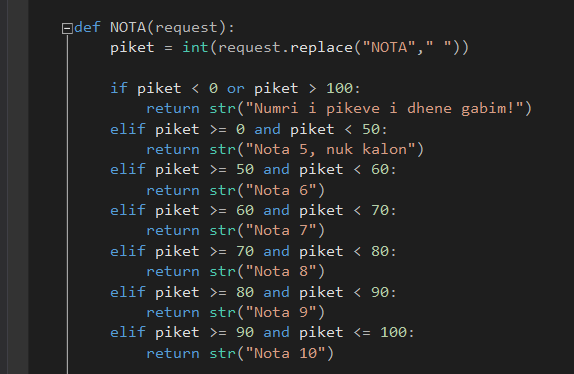 def NOTA(request):
    piket = int(request.replace("NOTA"," "))

    if piket < 0 or piket > 100:
        return str("Numri i pikeve i dhene gabim!")
    elif piket >= 0 and piket < 50:
        return str("Nota 5, nuk kalon")
    elif piket >= 50 and piket < 60:
        return str("Nota 6")
    elif piket >= 60 and piket < 70:
        return str("Nota 7")
    elif piket >= 70 and piket < 80:
        return str("Nota 8")
    elif piket >= 80 and piket < 90:
        return str("Nota 9")
    elif piket >= 90 and piket <= 100:
        return str("Nota 10")